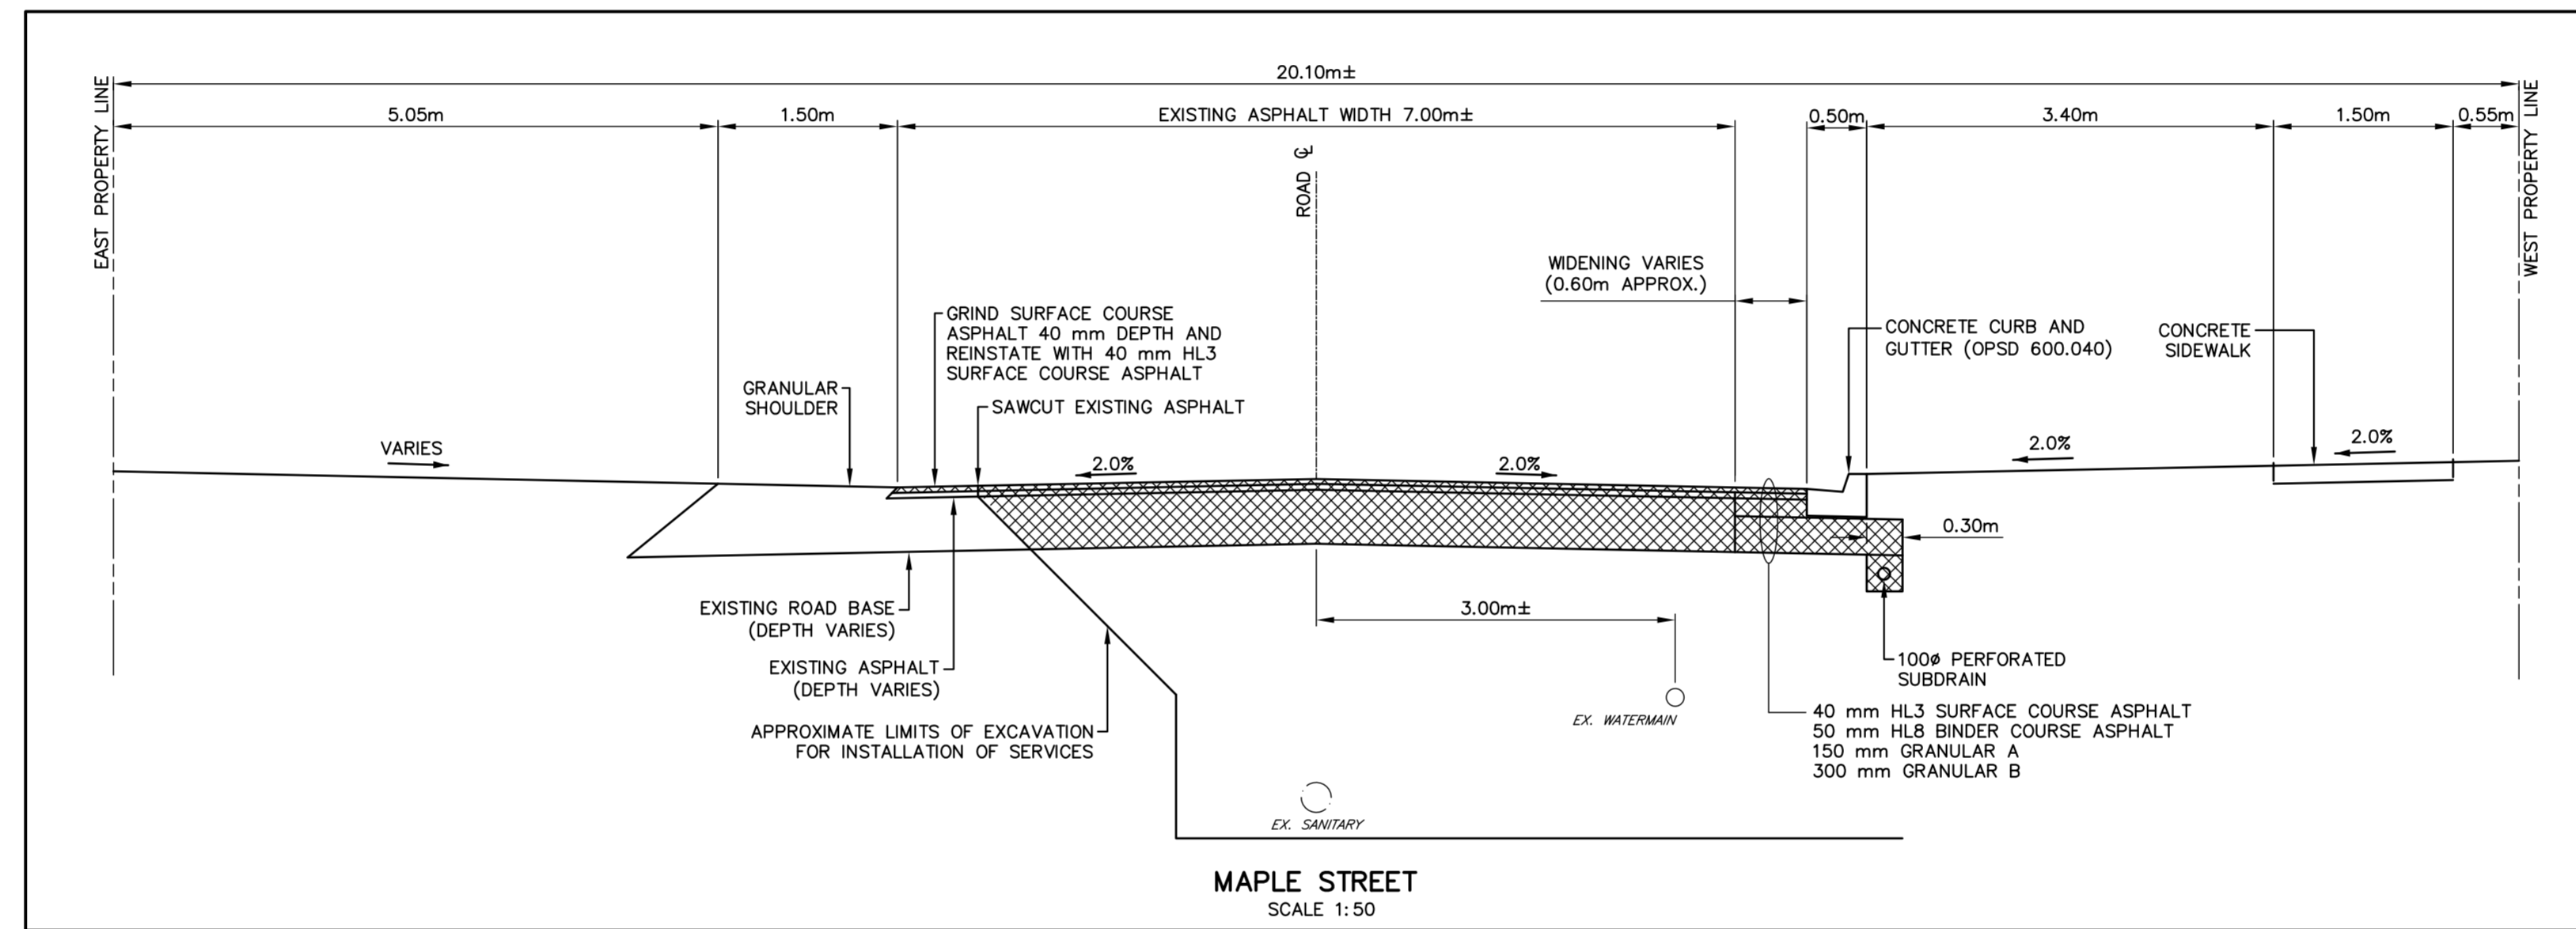 20.10m±
EAST PROPERTY LINE
5.05m
1.50m
EXISTING ASPHALT WIDTH 7.00m±
0.50m
3.40m
1.50m
0.55m
WEST PROPERTY LINE
ROAD ℄
WIDENING VARIES
(0.60m APPROX.)
GRIND SURFACE COURSE
ASPHALT 40 mm DEPTH AND
REINSTATE WITH 40 mm HL3
SURFACE COURSE ASPHALT
CONCRETE CURB AND
GUTTER (OPSD 600.040)
CONCRETE
SIDEWALK
GRANULAR
SHOULDER
SAWCUT EXISTING ASPHALT
VARIES
2.0%
2.0%
2.0%
2.0%
0.30m
EXISTING ROAD BASE
(DEPTH VARIES)
3.00m±
EXISTING ASPHALT
(DEPTH VARIES)
100ø PERFORATED
SUBDRAIN
APPROXIMATE LIMITS OF EXCAVATION
FOR INSTALLATION OF SERVICES
EX. WATERMAIN
40 mm HL3 SURFACE COURSE ASPHALT
50 mm HL8 BINDER COURSE ASPHALT
150 mm GRANULAR A
300 mm GRANULAR B
EX. SANITARY
MAPLE STREET
SCALE 1:50